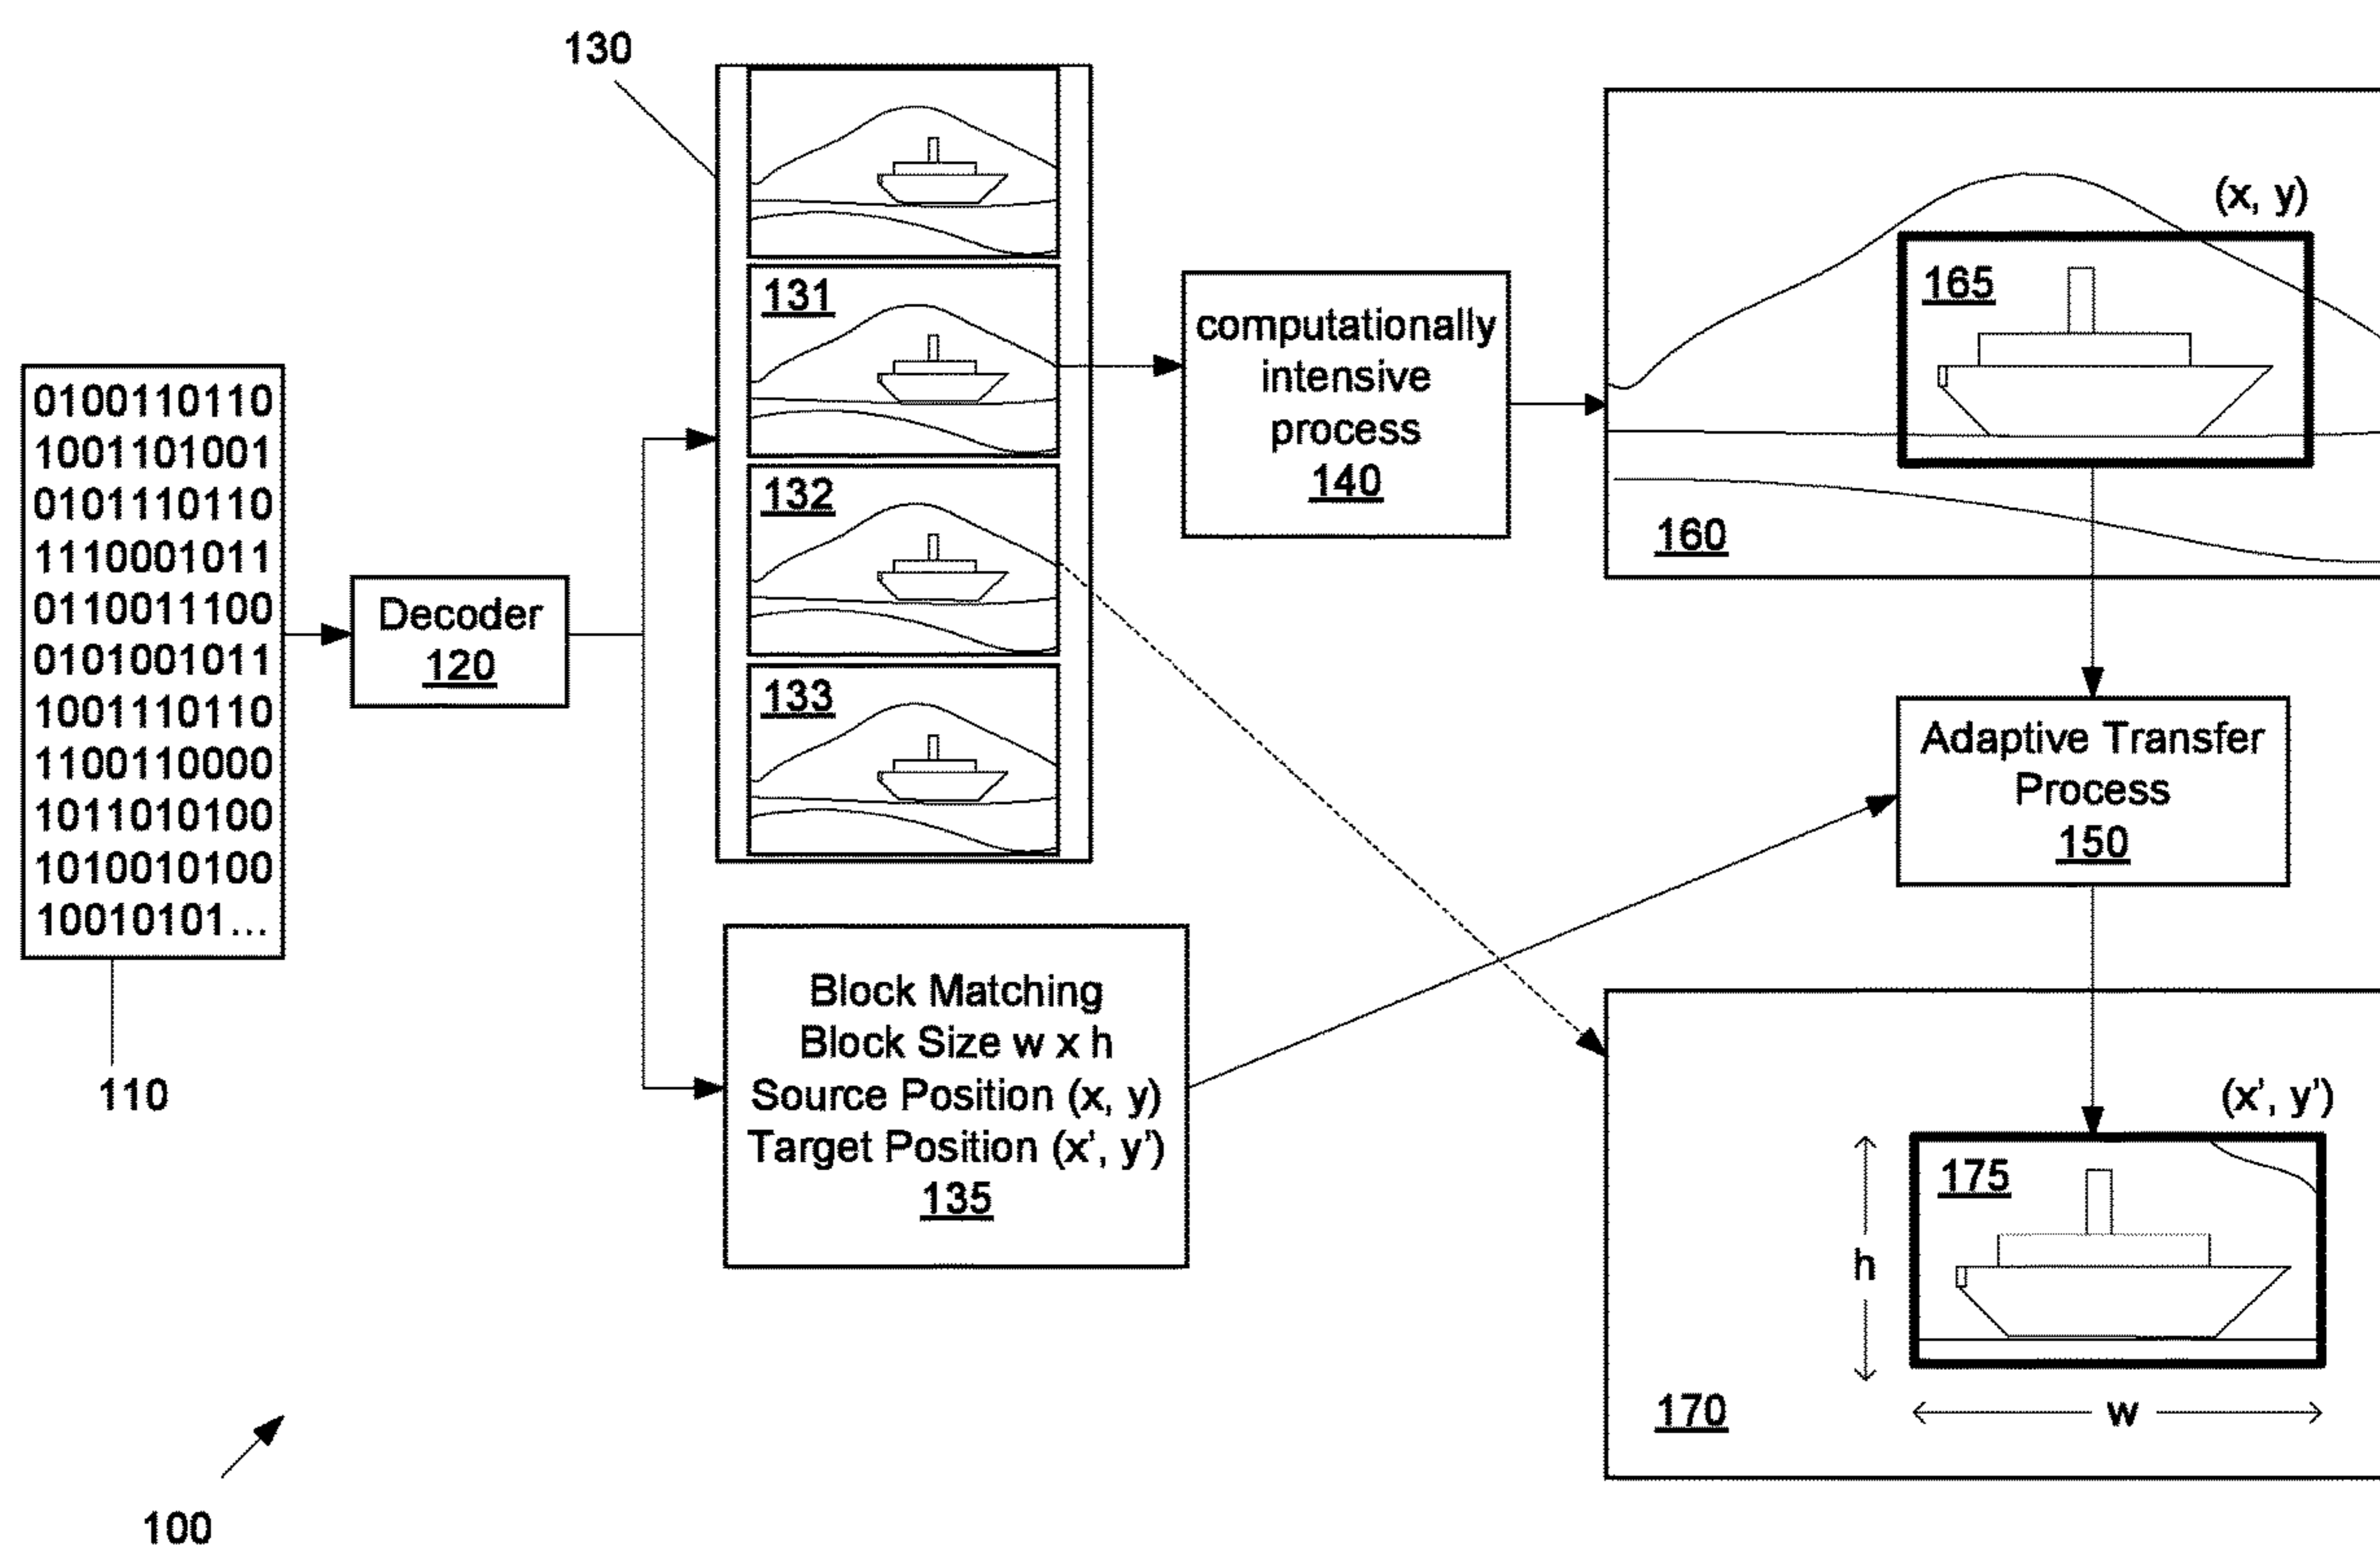 130
0100110110
1001101001
0101110110
1110001011
0110011100
0101001011
1001110110
1100110000
1011010100
1010010100
10010101...
110
Decoder
120
131
132
133
computationally
intensive
process
140
(x, y)
165
160
Adaptive Transfer
Process
150
Block Matching
Block Size w x h
Source Position (x, y)
Target Position (x’, y’)
135
(x’, y’)
175
h
w
170
100